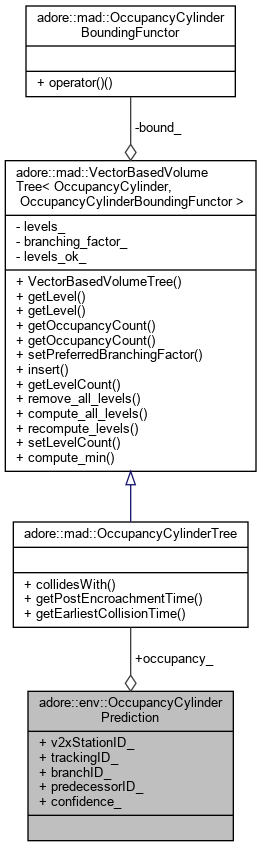 adore::mad::OccupancyCylinder
BoundingFunctor
+ operator()()
-bound_
adore::mad::VectorBasedVolume
Tree< OccupancyCylinder,
OccupancyCylinderBoundingFunctor >
- levels_
- branching_factor_
- levels_ok_
+ VectorBasedVolumeTree()
+ getLevel()
+ getLevel()
+ getOccupancyCount()
+ getOccupancyCount()
+ setPreferredBranchingFactor()
+ insert()
+ getLevelCount()
+ remove_all_levels()
+ compute_all_levels()
+ recompute_levels()
+ setLevelCount()
+ compute_min()
adore::mad::OccupancyCylinderTree
+ collidesWith()
+ getPostEncroachmentTime()
+ getEarliestCollisionTime()
+occupancy_
adore::env::OccupancyCylinder
Prediction
+ v2xStationID_
+ trackingID_
+ branchID_
+ predecessorID_
+ confidence_